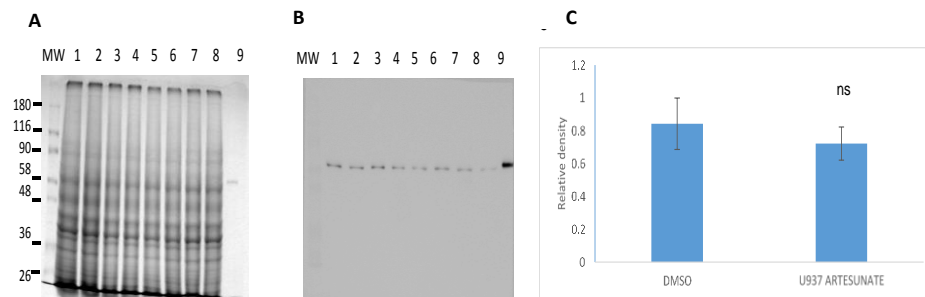 A
MW 1 2 3 4 5 6 7 8 9
180
116
90
58
48
36
26
B
MW 1 2 3 4 5 6 7 8 9
C
1.2
1
0.8
0.6
0.4
0.2
0
Relative density
ns
DMSO
U937 ARTESUNATE